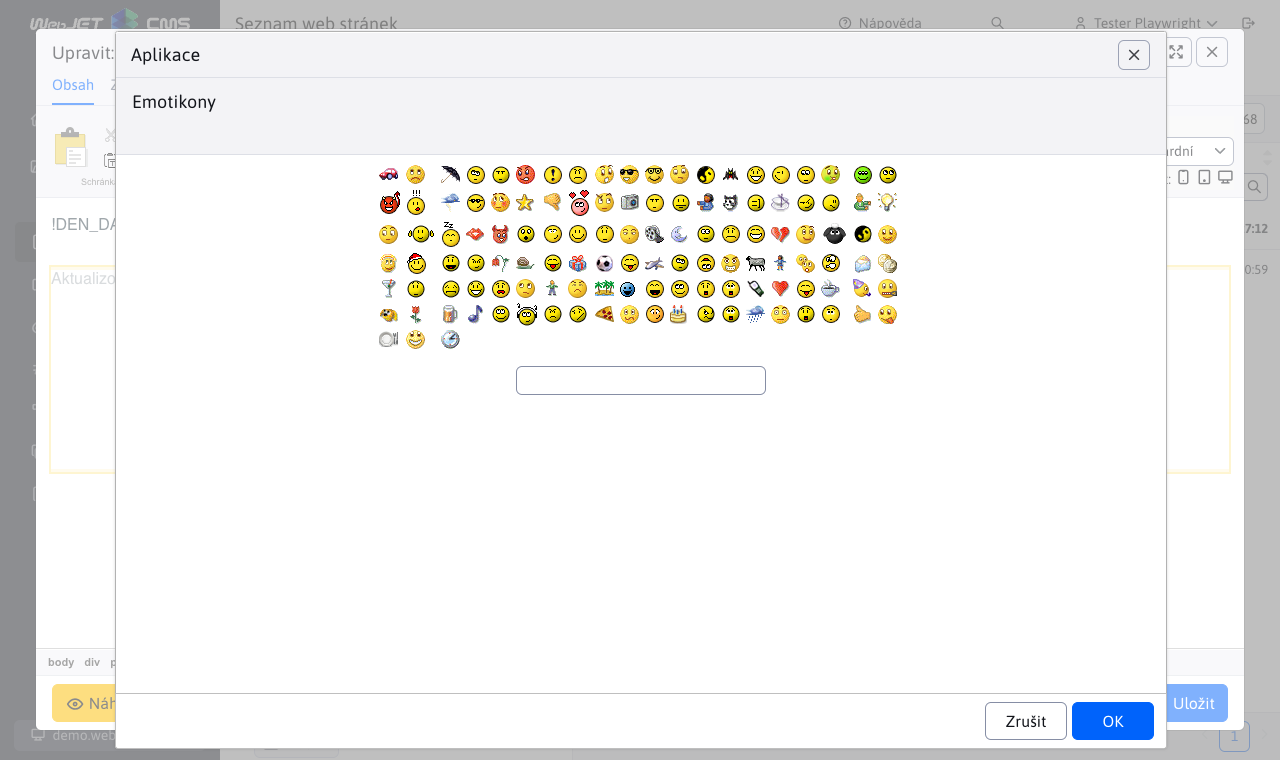 WebJET CMS
Seznam web stránek
Nápověda
Tester Playwright
Upravit:
Aplikace
Obsah
Emotikony
68
rdní
Schránka
!DEN_DA
7:12
Aktualizo
0:59
body div p
Náh
Uložit
Zrušit
OK
demo.web
1